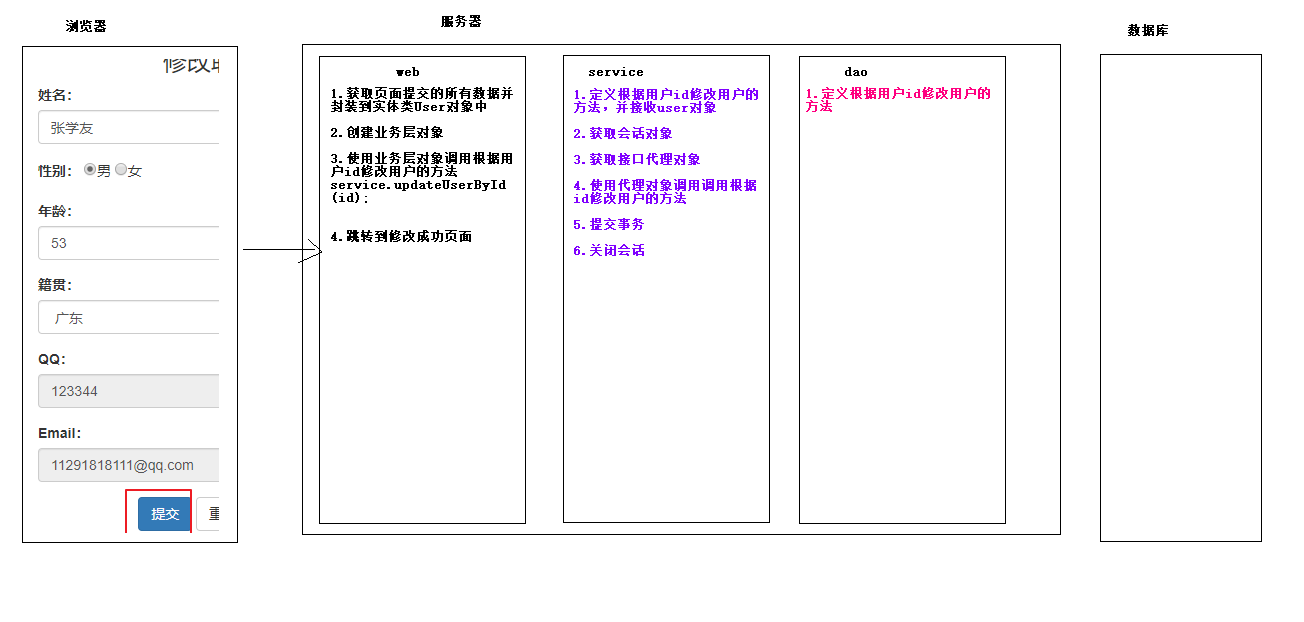 浏览器
服务器
数据库
姓名：
张学友
性别： 男 女
年龄：
53
籍贯：
广东
QQ：
123344
Email：
11291818111@qq.com
提交
web
1.获取页面提交的所有数据并
封装到实体类User对象中
2.创建业务层对象
3.使用业务层对象调用根据用
户id修改用户的方法
service.updateUserById
(id);
4.跳转到修改成功页面
service
1.定义根据用户id修改用户的
方法，并接收user对象
2.获取会话对象
3.获取接口代理对象
4.使用代理对象调用调用根据
id修改用户的方法
5.提交事务
6.关闭会话
dao
1.定义根据用户id修改用户的
方法